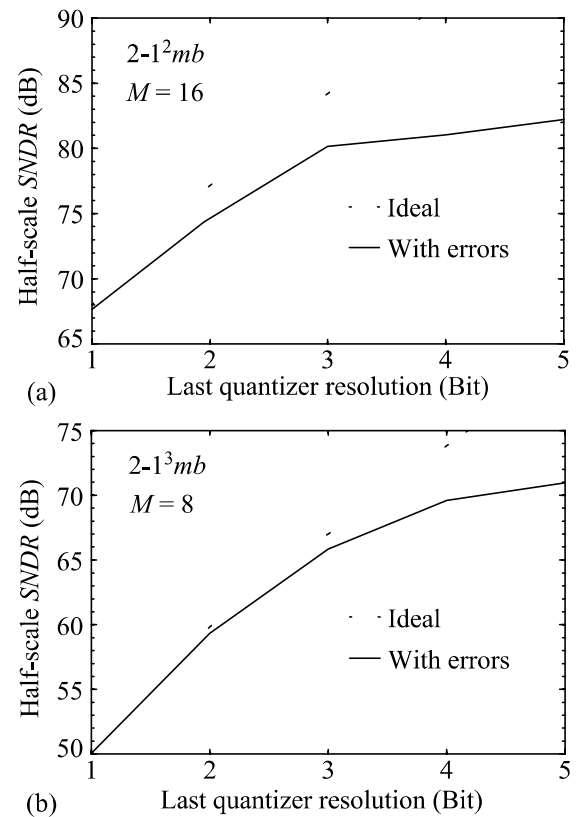 90
85
80
75
70
65
Half-scale SNDR (dB)
2-1²mb
M = 16
Ideal
With errors
1 2 3 4 5
Last quantizer resolution (Bit)
(a)
75
70
65
60
55
50
Half-scale SNDR (dB)
2-1³mb
M = 8
Ideal
With errors
1 2 3 4 5
Last quantizer resolution (Bit)
(b)